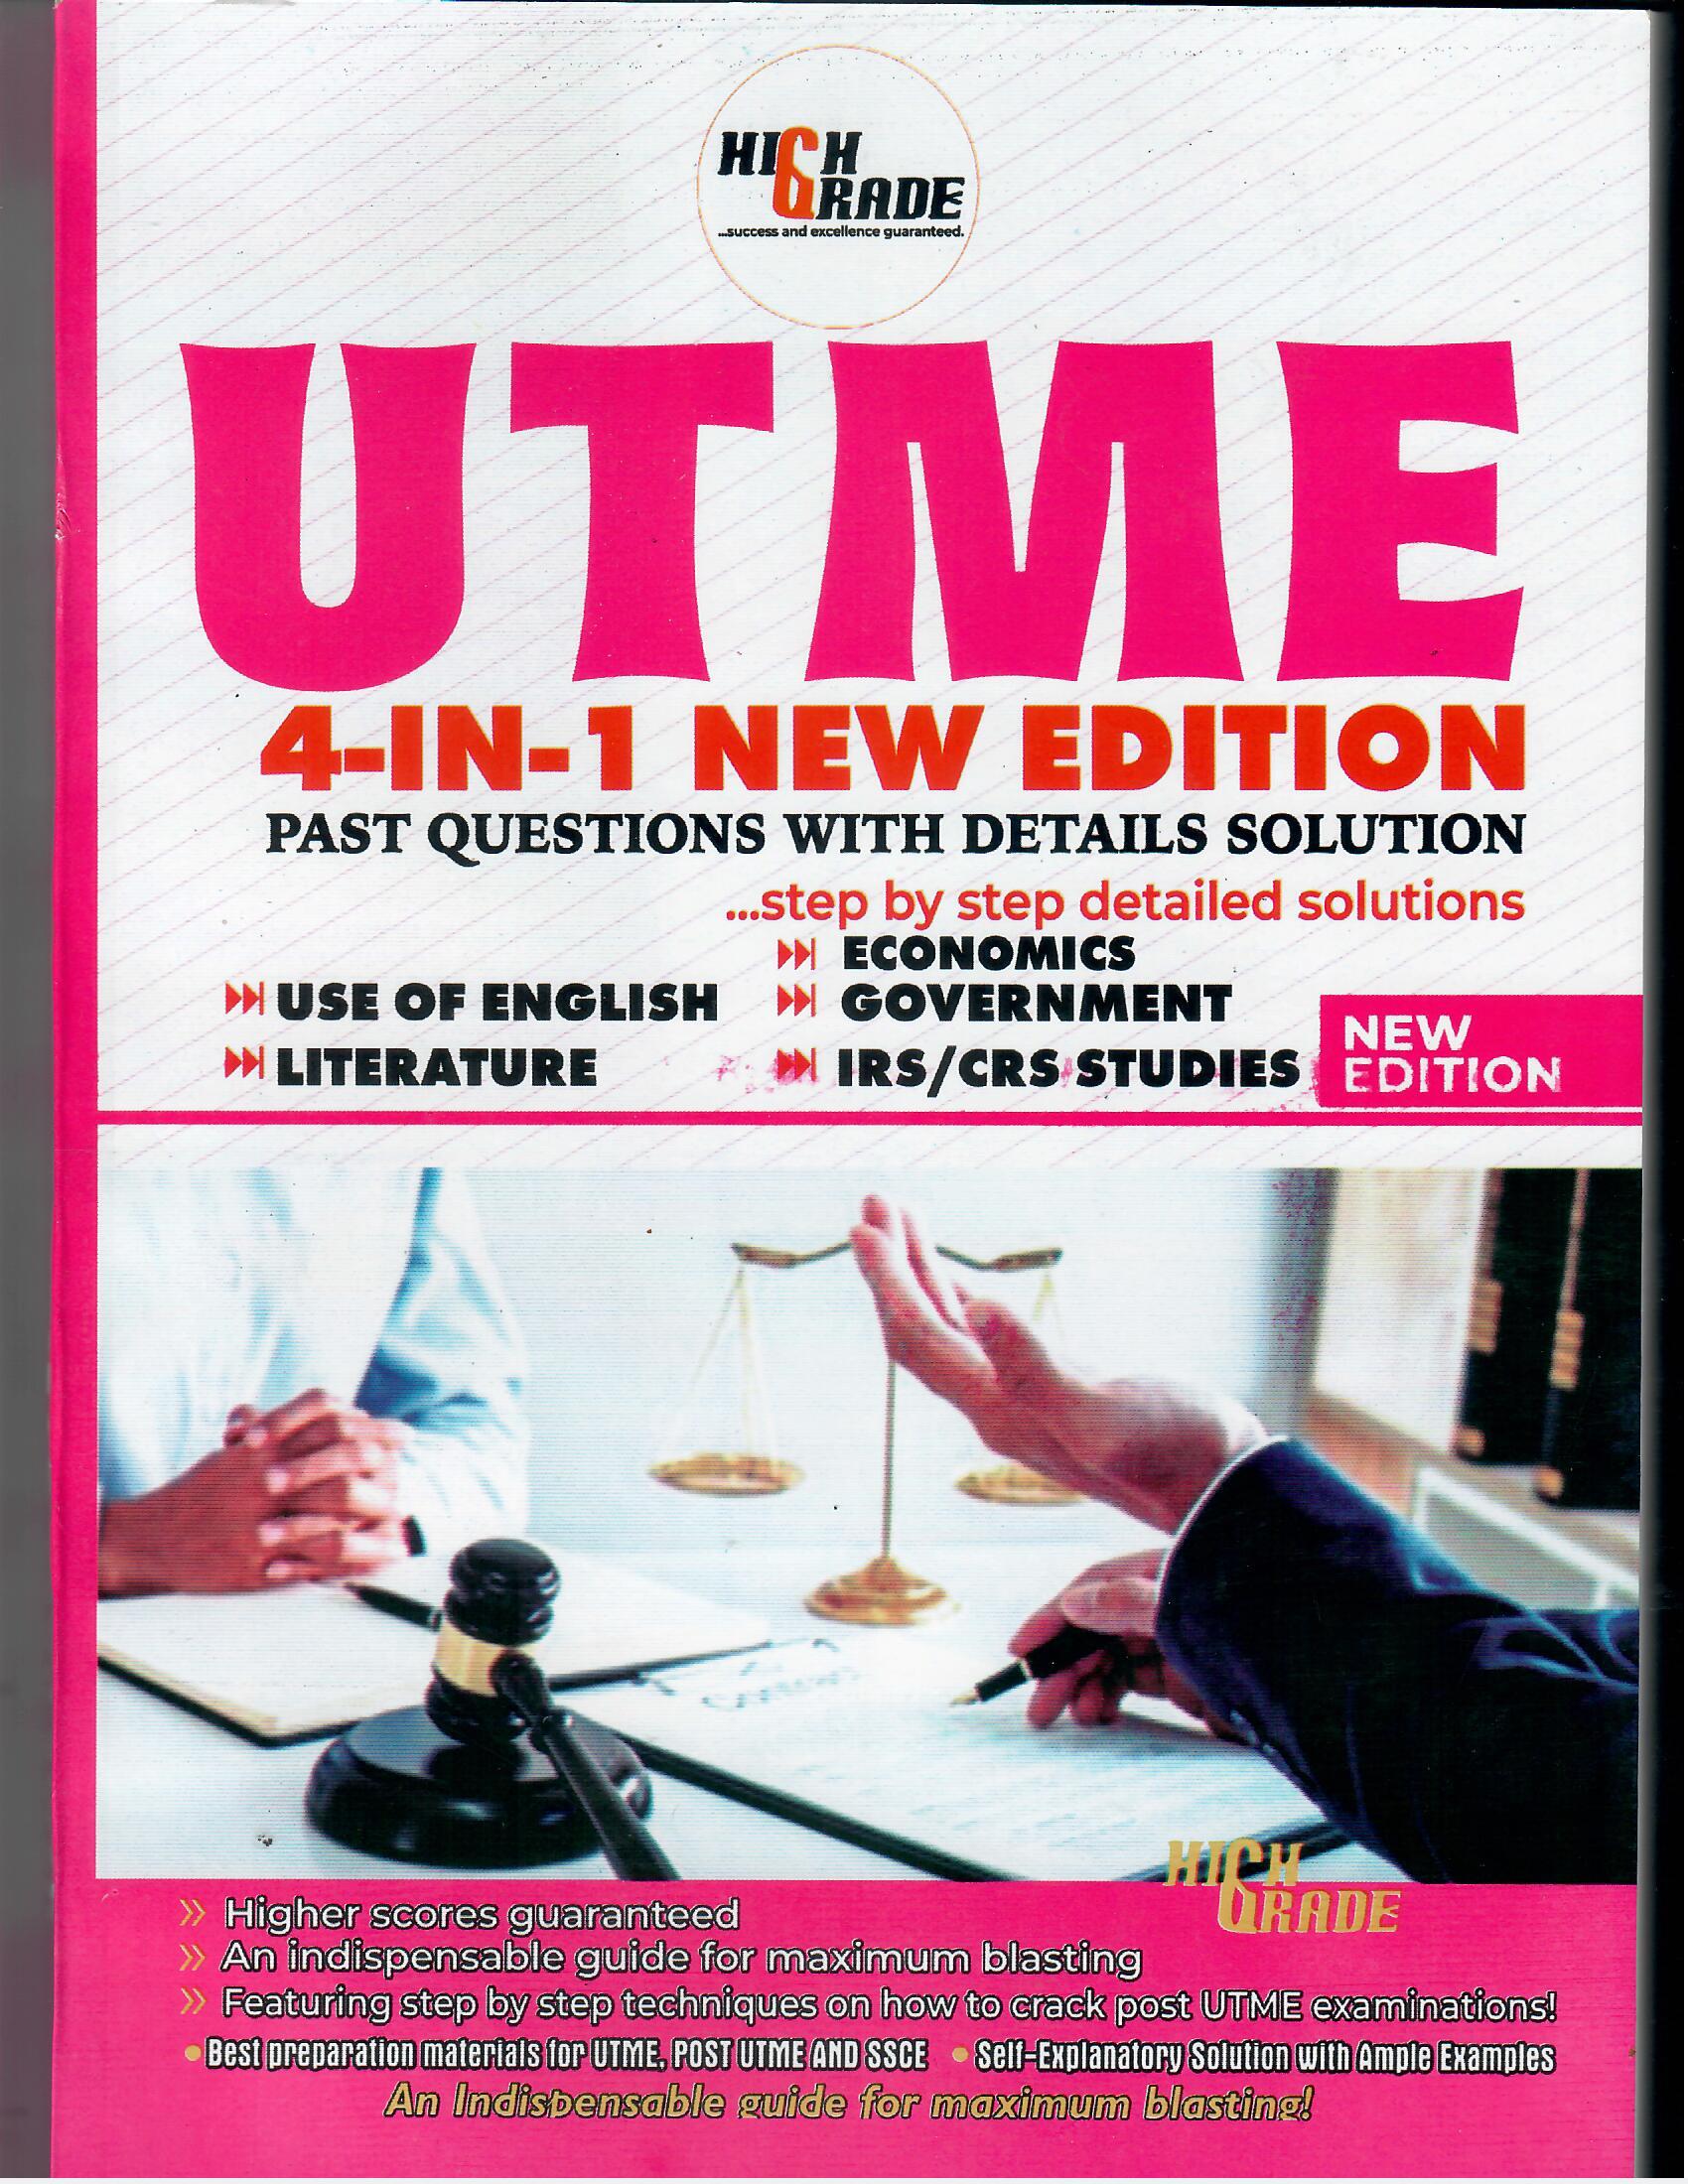 HIGH
GRADE
...success and excellence guaranteed.
UTME
4-IN-1 NEW EDITION
PAST QUESTIONS WITH DETAILS SOLUTION
...step by step detailed solutions
ECONOMICS
USE OF ENGLISH
GOVERNMENT
LITERATURE
IRS/CRS STUDIES
NEW
EDITION
HIGH
GRADE
Higher scores guaranteed
An indispensable guide for maximum blasting
Featuring step by step techniques on how to crack post UTME examinations!
• Best preparation materials for UTME, POST UTME AND SSCE • Self-Explanatory Solution with Ample Examples
An Indispensable guide for maximum blasting!